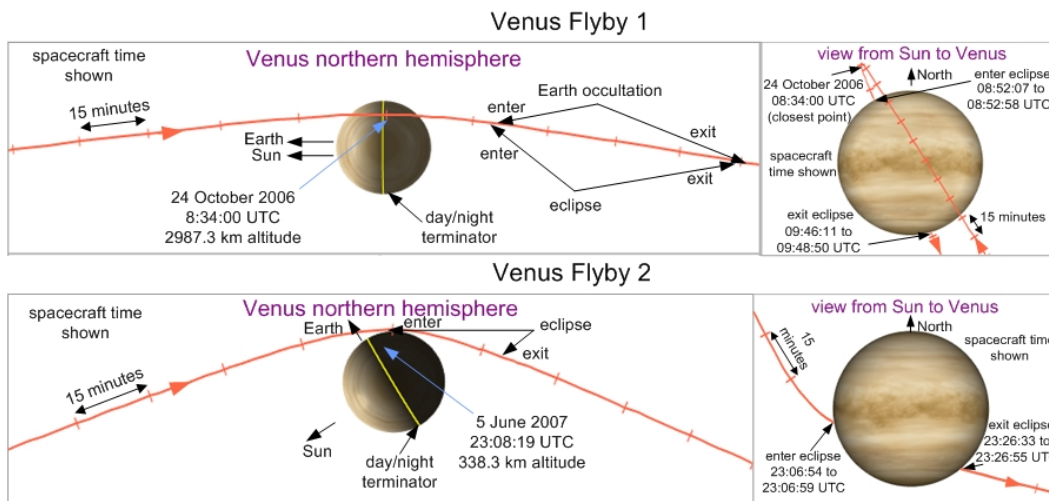 Venus Flyby 1
spacecraft time
shown
Venus northern hemisphere
15 minutes
Earth
Sun
24 October 2006
8:34:00 UTC
2987.3 km altitude
day/night
terminator
enter
enter
Earth occultation
exit
exit
eclipse
view from Sun to Venus
24 October 2006
08:34:00 UTC
(closest point)
North
enter eclipse
08:52:07 to
08:52:58 UTC
spacecraft
time shown
exit eclipse
09:46:11 to
09:48:50 UTC
15 minutes
Venus Flyby 2
spacecraft time
shown
Venus northern hemisphere
Earth
enter
eclipse
exit
15 minutes
Sun
day/night
terminator
5 June 2007
23:08:19 UTC
338.3 km altitude
view from Sun to Venus
15
minutes
North
spacecraft time
shown
enter eclipse
23:06:54 to
23:06:59 UTC
exit eclipse
23:26:33 to
23:26:55 UTC